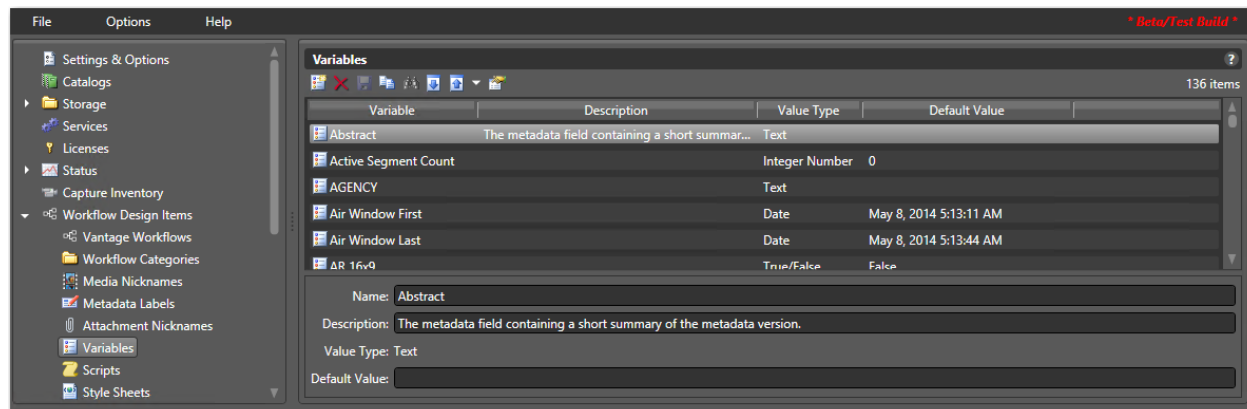 File Options Help * Beta/Test Build *
Settings & Options
Catalogs
Storage
Services
Licenses
Status
Capture Inventory
Workflow Design Items
Vantage Workflows
Workflow Categories
Media Nicknames
Metadata Labels
Attachment Nicknames
Variables
Scripts
Style Sheets
Variables ?
136 items
Variable Description Value Type Default Value
Abstract The metadata field containing a short summar... Text
Active Segment Count Integer Number 0
AGENCY Text
Air Window First Date May 8, 2014 5:13:11 AM
Air Window Last Date May 8, 2014 5:13:44 AM
AR 16x9 True/False False
Name: Abstract
Description: The metadata field containing a short summary of the metadata version.
Value Type: Text
Default Value: